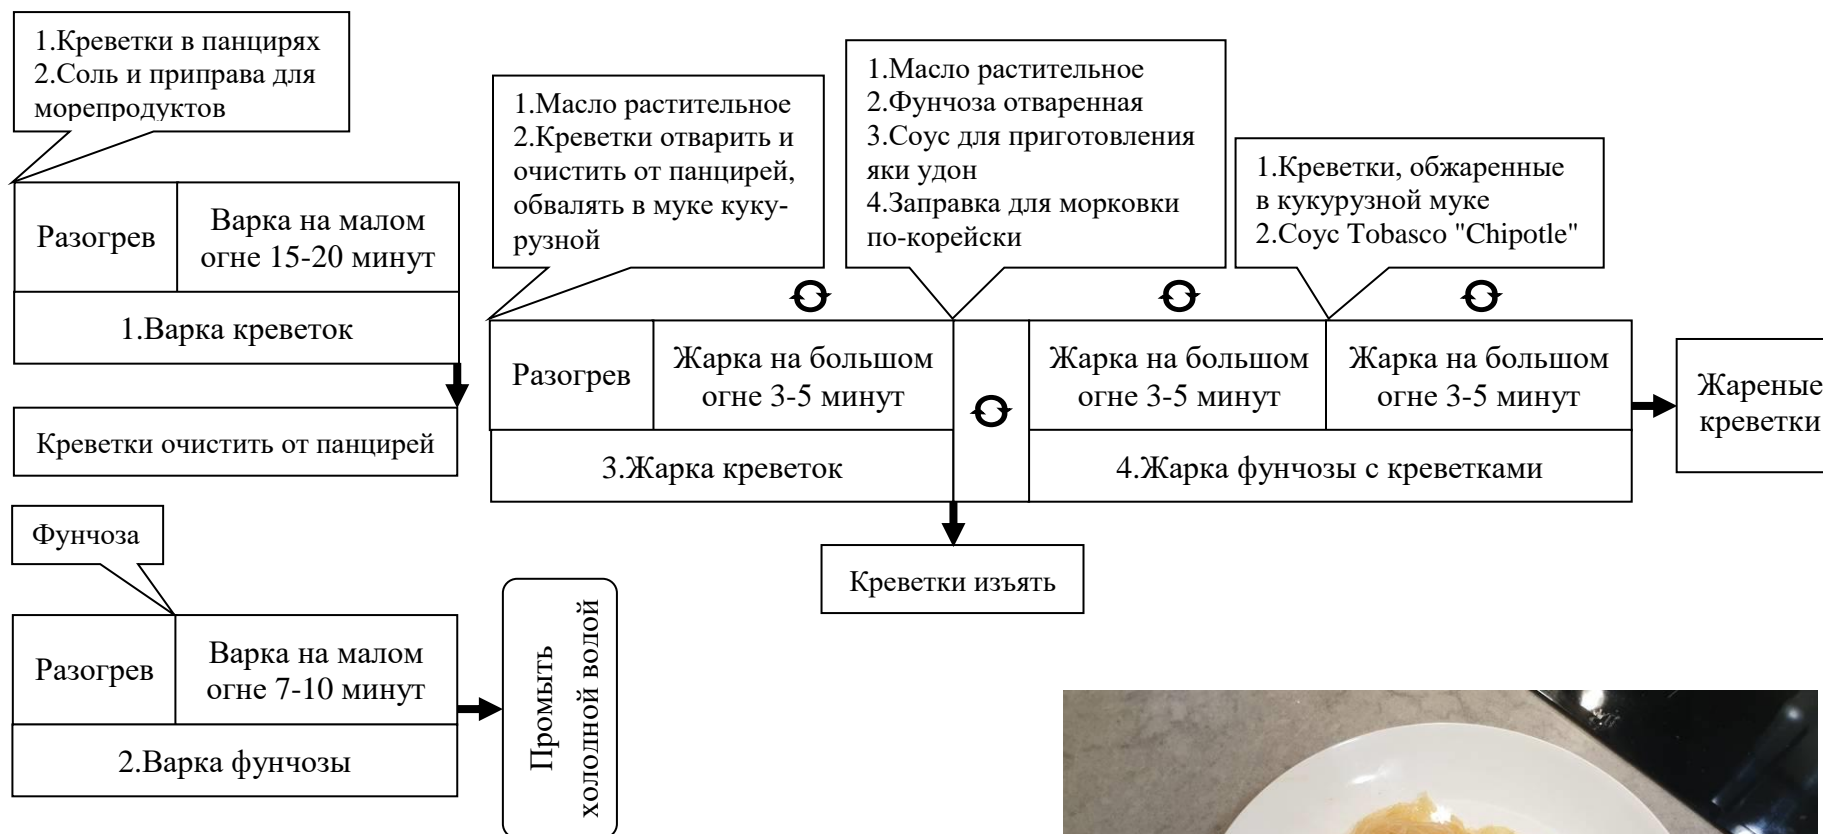 1.Креветки в панцирях
2.Соль и приправа для
морепродуктов
Разогрев
Варка на малом
огне 15-20 минут
1.Варка креветок
Креветки очистить от панцирей
1.Масло растительное
2.Креветки отварить и
очистить от панцирей,
обвалять в муке куку-
рузной
1.Масло растительное
2.Фунчоза отваренная
3.Соус для приготовления
яки удон
4.Заправка для морковки
по-корейски
1.Креветки, обжаренные
в кукурузной муке
2.Соус Tobasco "Chipotle"
Разогрев
Жарка на большом
огне 3-5 минут
3.Жарка креветок
Жарка на большом
огне 3-5 минут
Жарка на большом
огне 3-5 минут
4.Жарка фунчозы с креветками
Жареные
креветки
Креветки изъять
Фунчоза
Разогрев
Варка на малом
огне 7-10 минут
2.Варка фунчозы
Промыть
холодной водой